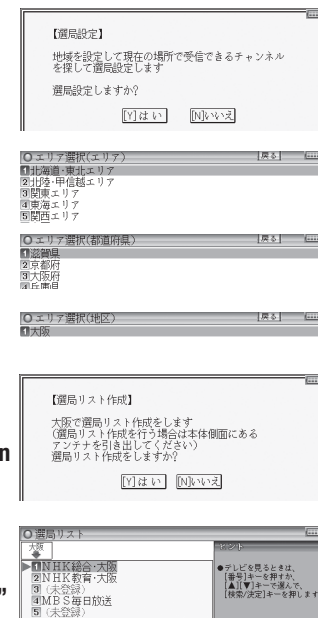 【選局設定】
地域を設定して現在の場所で受信できるチャンネル
を探して選局設定します
選局設定しますか?
[Y]はい [N]いいえ
エリア選択(エリア) 戻る
1北海道・東北エリア
2北陸・甲信越エリア
3関東エリア
4東海エリア
5関西エリア
エリア選択(都道府県) 戻る
1滋賀県
2京都府
3大阪府
4兵庫県
エリア選択(地区) 戻る
1大阪
【選局リスト作成】
大阪で選局リスト作成をします
(選局リスト作成を行う場合は本体側面にある
アンテナを引き出してください)
選局リスト作成をしますか?
n
[Y]はい [N]いいえ
選局リスト
大阪
ヒント
1NHK総合・大阪
2NHK教育・大阪
3(未登録)
4MBS毎日放送
5(未登録)
●テレビを見るときは、
[番号]キーを押すか、
[▲][▼]キーで選んで、
[検索/決定]キーを押します
”